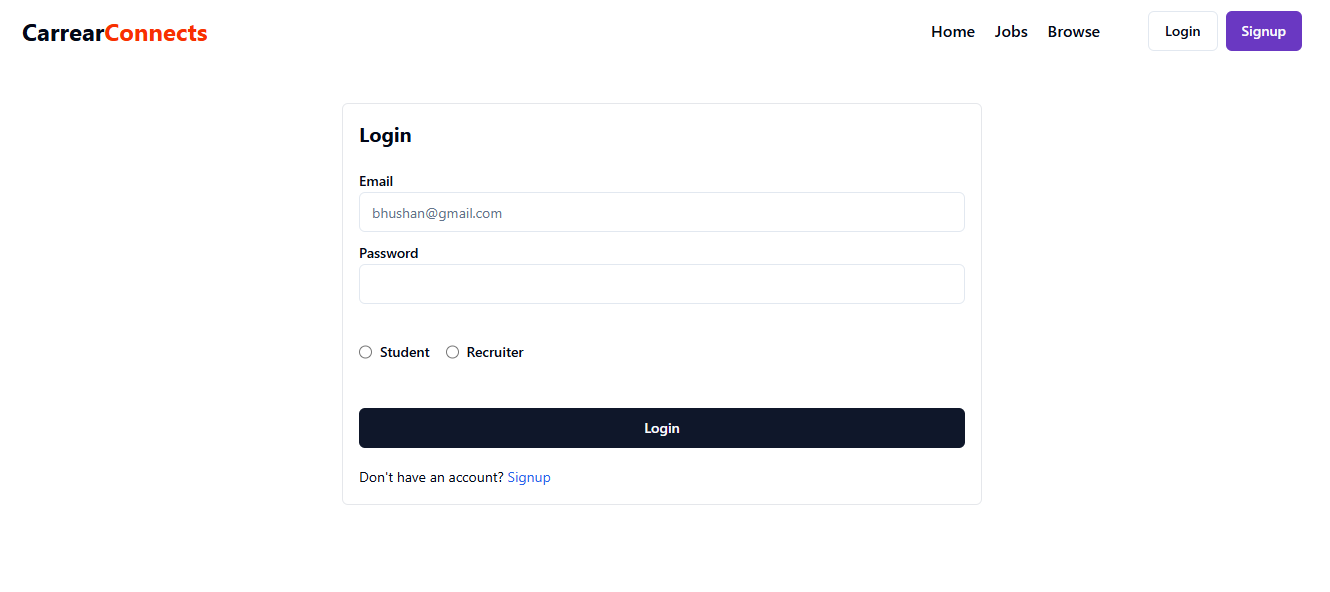 CarrearConnects
Home Jobs Browse Login Signup
Login
Email
bhushan@gmail.com
Password
Student Recruiter
Login
Don't have an account? Signup